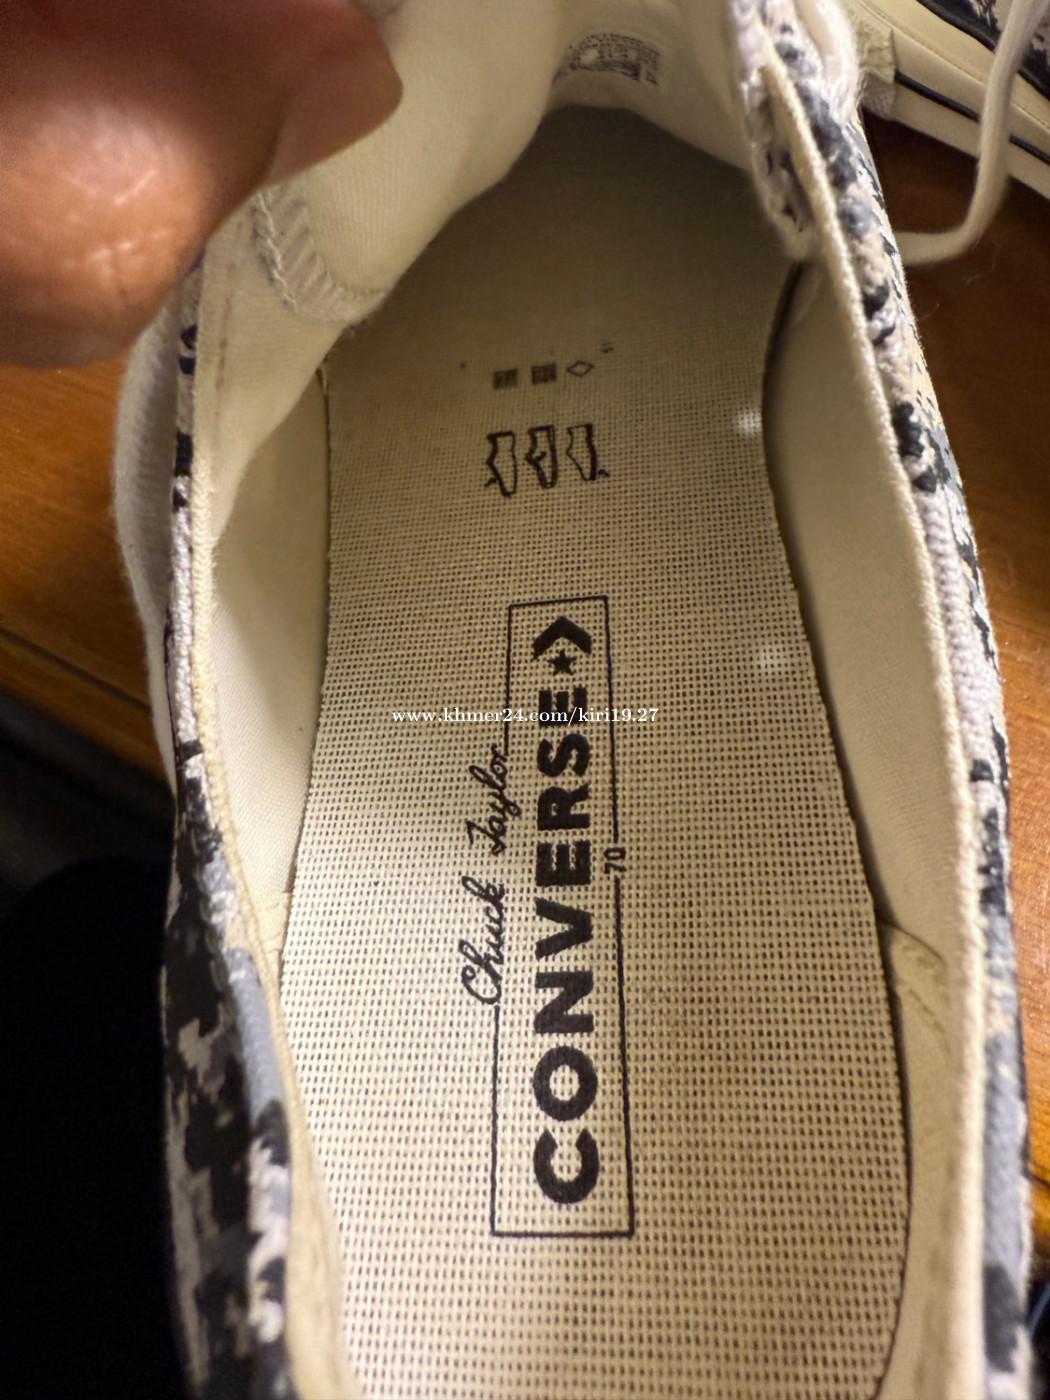 www.khmer24.com/kiri19.27
Chuck Taylor
CONVERSE
70